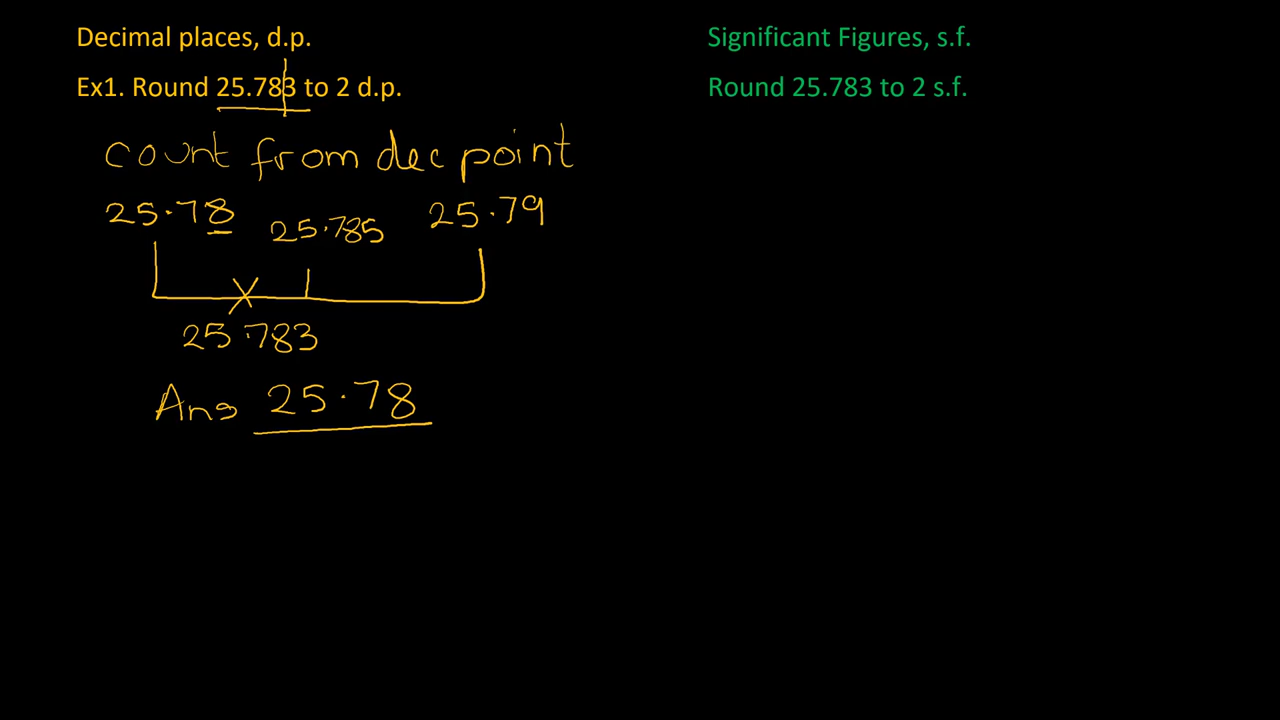 Decimal places, d.p.
Ex1. Round 25.783 to 2 d.p.
count from dec point
25.78 25.785 25.79
25.783
Ans 25.78
Significant Figures, s.f.
Round 25.783 to 2 s.f.